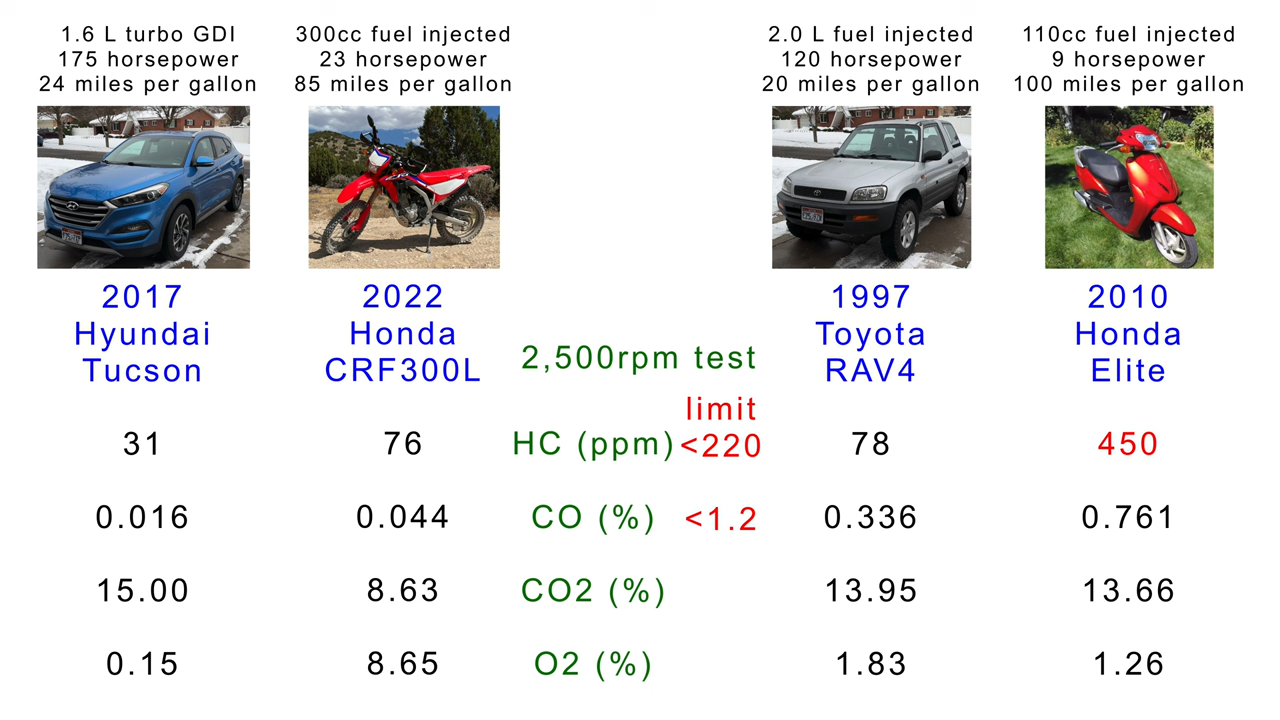 1.6 L turbo GDI
175 horsepower
24 miles per gallon
300cc fuel injected
23 horsepower
85 miles per gallon
2.0 L fuel injected
120 horsepower
20 miles per gallon
110cc fuel injected
9 horsepower
100 miles per gallon
2017
Hyundai
Tucson
2022
Honda
CRF300L
1997
Toyota
RAV4
2010
Honda
Elite
2,500rpm test
limit
31 76 HC (ppm) <220 78 450
0.016 0.044 CO (%) <1.2 0.336 0.761
15.00 8.63 CO2 (%) 13.95 13.66
0.15 8.65 O2 (%) 1.83 1.26